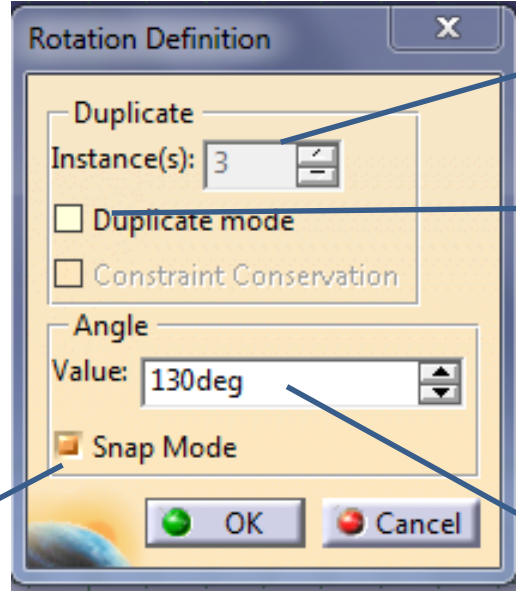 Rotation Definition
X
Duplicate
Instance(s): 3
Duplicate mode
Constraint Conservation
Angle
Value: 130deg
Snap Mode
OK Cancel